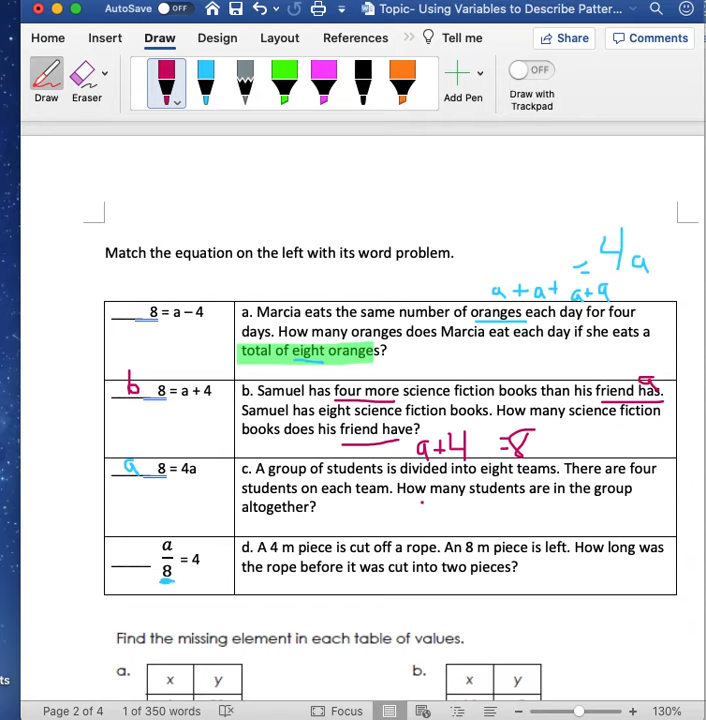 AutoSave OFF Topic- Using Variables to Describe Patter...
Home Insert Draw Design Layout References >> Tell me Share Comments
OFF
Draw Eraser Add Pen Draw with
Trackpad
Match the equation on the left with its word problem.
= 4a
a + a + a + a
____ 8 = a – 4
a. Marcia eats the same number of oranges each day for four
days. How many oranges does Marcia eat each day if she eats a
total of eight oranges?
b 8 = a + 4
a
b. Samuel has four more science fiction books than his friend has.
Samuel has eight science fiction books. How many science fiction
books does his friend have?
a+4 =8
a 8 = 4a
c. A group of students is divided into eight teams. There are four
students on each team. How many students are in the group
altogether?
____ a/8 = 4
d. A 4 m piece is cut off a rope. An 8 m piece is left. How long was
the rope before it was cut into two pieces?
Find the missing element in each table of values.
a. x y b. x y
ts
Page 2 of 4 1 of 350 words Focus 130%